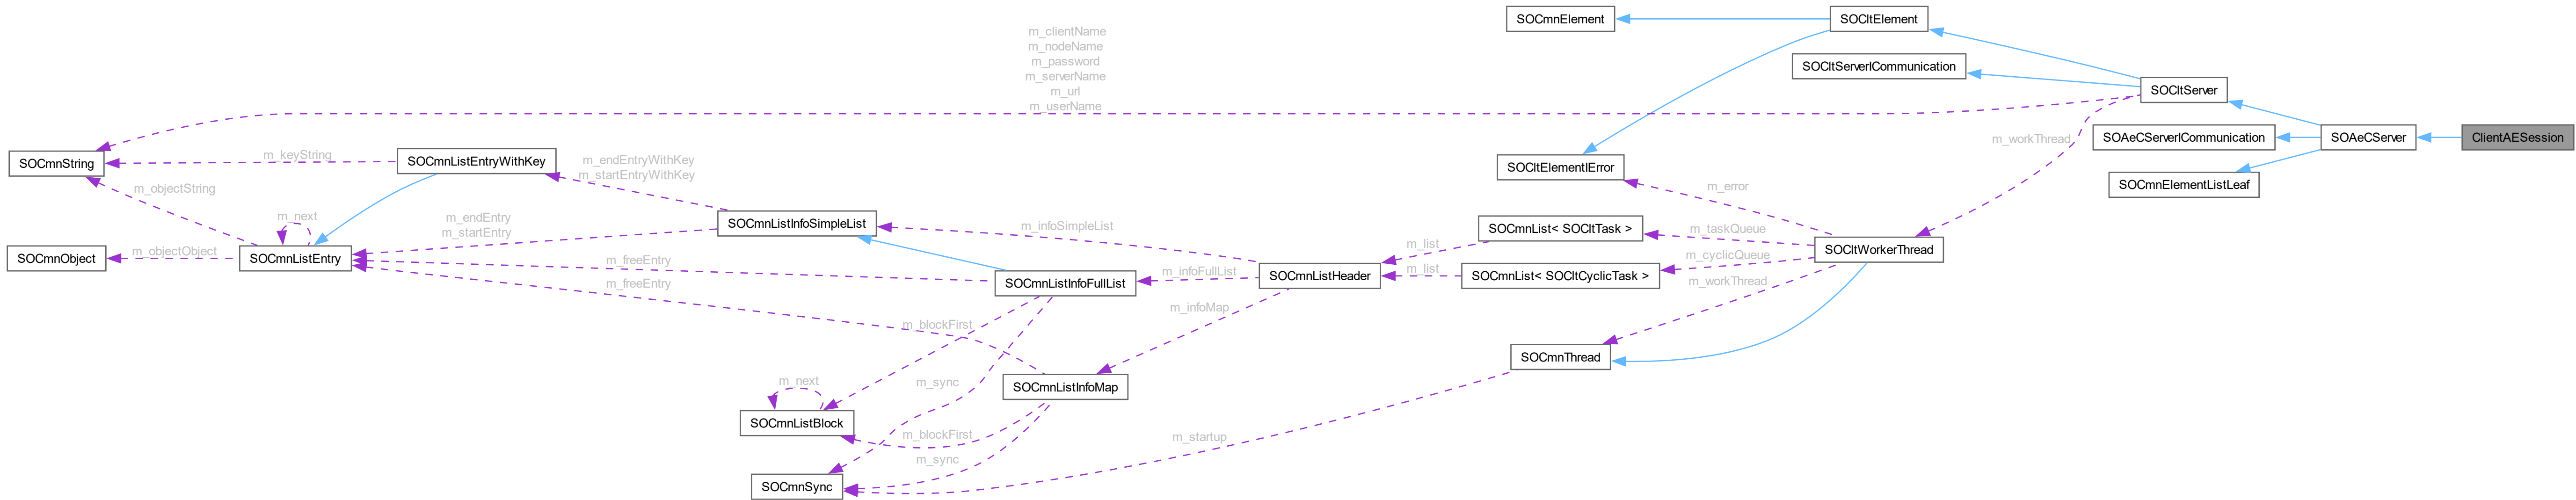 m_clientName
m_nodeName
m_password
m_serverName
m_url
m_userName
SOCmnElement
SOCltElement
SOCltServerICommunication
SOCltServer
SOCmnString
m_keyString
SOCmnListEntryWithKey
m_endEntryWithKey
m_startEntryWithKey
SOCltElementIError
m_workThread
SOAeCServerICommunication
SOAeCServer
ClientAESession
SOCmnElementListLeaf
m_objectString
m_next
m_endEntry
m_startEntry
SOCmnListInfoSimpleList
m_infoSimpleList
m_error
SOCmnList< SOCltTask >
m_taskQueue
SOCmnObject
m_objectObject
SOCmnListEntry
m_freeEntry
m_freeEntry
SOCmnListInfoFullList
m_infoFullList
SOCmnListHeader
m_list
m_list
SOCmnList< SOCltCyclicTask >
m_cyclicQueue
m_workThread
SOCltWorkerThread
m_infoMap
m_blockFirst
SOCmnThread
m_next
m_sync
SOCmnListInfoMap
SOCmnListBlock
m_blockFirst
m_startup
m_sync
SOCmnSync